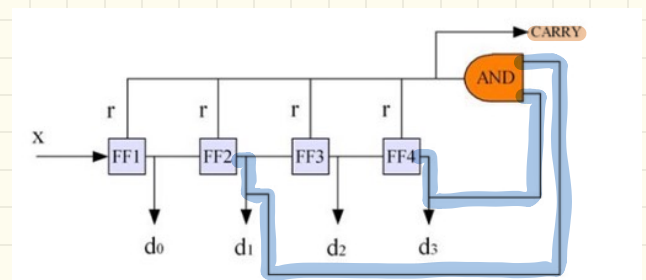 CARRY
AND
r r r r
X
FF1 FF2 FF3 FF4
d0 d1 d2 d3